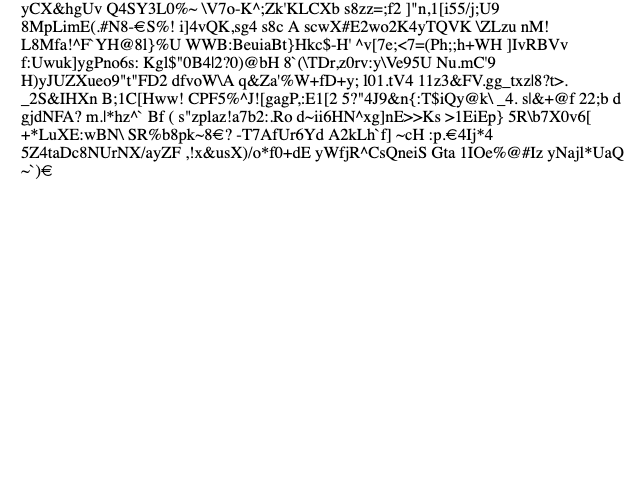 yCX&hgUv Q4SY3L0%~ \V7o-K^;Zk'KLCXb s8zz=;f2 ]"n,1[i55/j;U9
8MpLimE(.#N8-€S%! i]4vQK,sg4 s8c A scwX#E2wo2K4yTQVK \ZLzu nM!
L8Mfa!^F`YH@8l}%U WWB:BeuiaBt}Hkc$-H' ^v[7e;<7=(Ph;;h+WH ]IvRBVv
f:Uwuk]ygPno6s: Kgl$"0B4l2?0)@bH 8`(\TDr,z0rv:y\Ve95U Nu.mC'9
H)yJUZXueo9"t"FD2 dfvoW\A q&Za'%W+fD+y; l01.tV4 11z3&FV.gg_txzl8?t>.
_2S&IHXn B;1C[Hww! CPF5%^J![gagP,:E1[2 5?"4J9&n{:T$iQy@k\ _4. sl&+@f 22;b d
gjdNFA? m.l*hz^` Bf ( s"zplaz!a7b2:.Ro d~ii6HN^xg]nE>>Ks >1EiEp} 5R\b7X0v6[
+*LuXE:wBN\ SR%b8pk~8€? -T7AfUr6Yd A2kLh`f] ~cH :p.€4Ij*4
5Z4taDc8NUrNX/ayZF ,!x&usX)/o*f0+dE yWfjR^CsQneiS Gta 1IOe%@#Iz yNajl*UaQ
~`)€